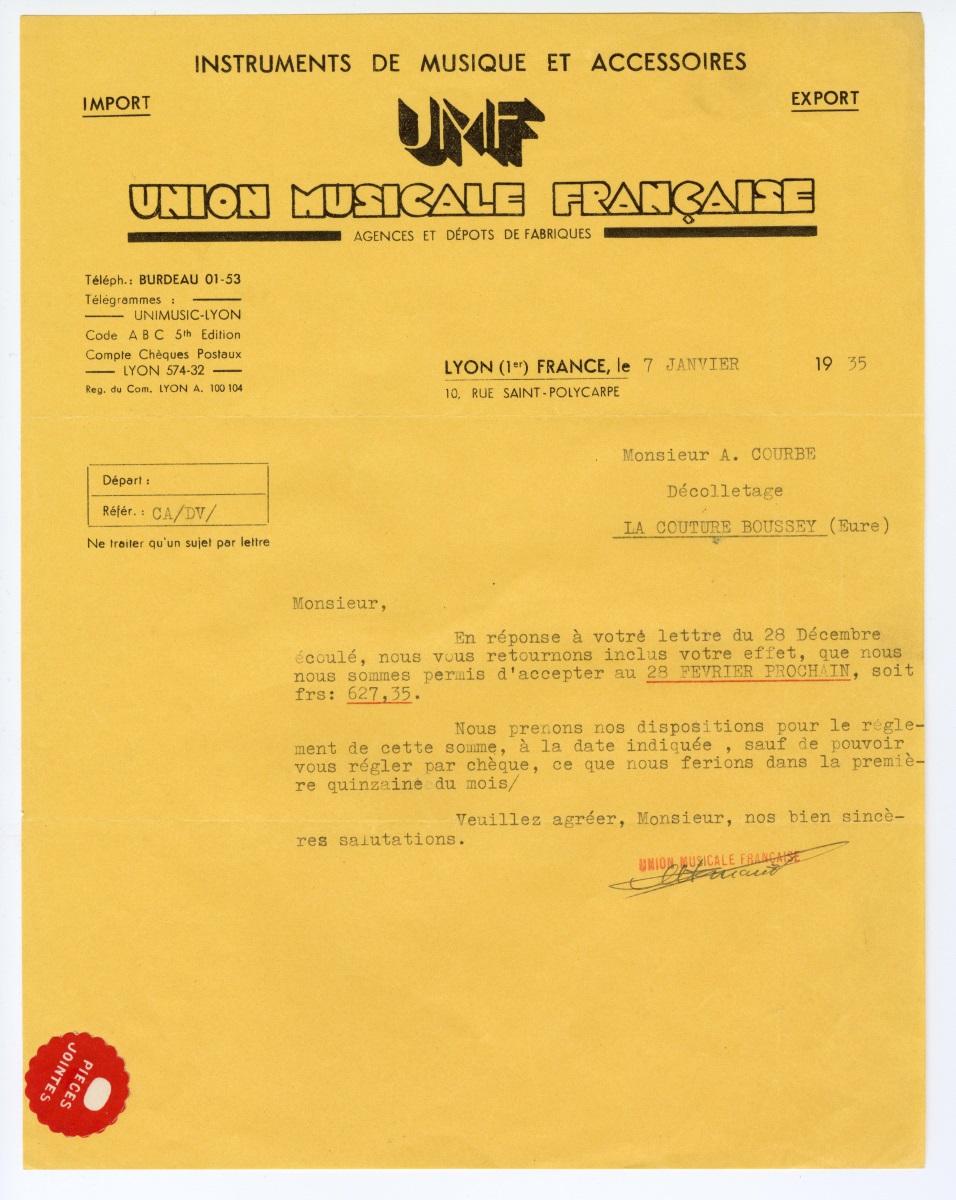 INSTRUMENTS DE MUSIQUE ET ACCESSOIRES
IMPORT
EXPORT
UMF
UNION MUSICALE FRANÇAISE
AGENCES ET DÉPOTS DE FABRIQUES
Téléph.: BURDEAU 01-53
Télégrammes :
UNIMUSIC-LYON
Code A B C 5th Edition
Compte Chèques Postaux
LYON 574-32
Reg. du Com. LYON A. 100 104
LYON (1er) FRANCE, le 7 JANVIER 1935
10, RUE SAINT-POLYCARPE
Monsieur A. COURBE
Décolletage
LA COUTURE BOUSSEY (Eure)
Départ :
Référ. : CA/DV/
Ne traiter qu'un sujet par lettre
Monsieur,
En réponse à votre lettre du 28 Décembre
écoulé, nous vous retournons inclus votre effet, que nous
nous sommes permis d'accepter au 28 FEVRIER PROCHAIN, soit
frs: 627,35.
Nous prenons nos dispositions pour le régle-
ment de cette somme, à la date indiquée , sauf de pouvoir
vous régler par chèque, ce que nous ferions dans la premiè-
re quinzaine du mois/
Veuillez agréer, Monsieur, nos bien sincè-
res salutations.
UNION MUSICALE FRANÇAISE
PIECES
JOINTES